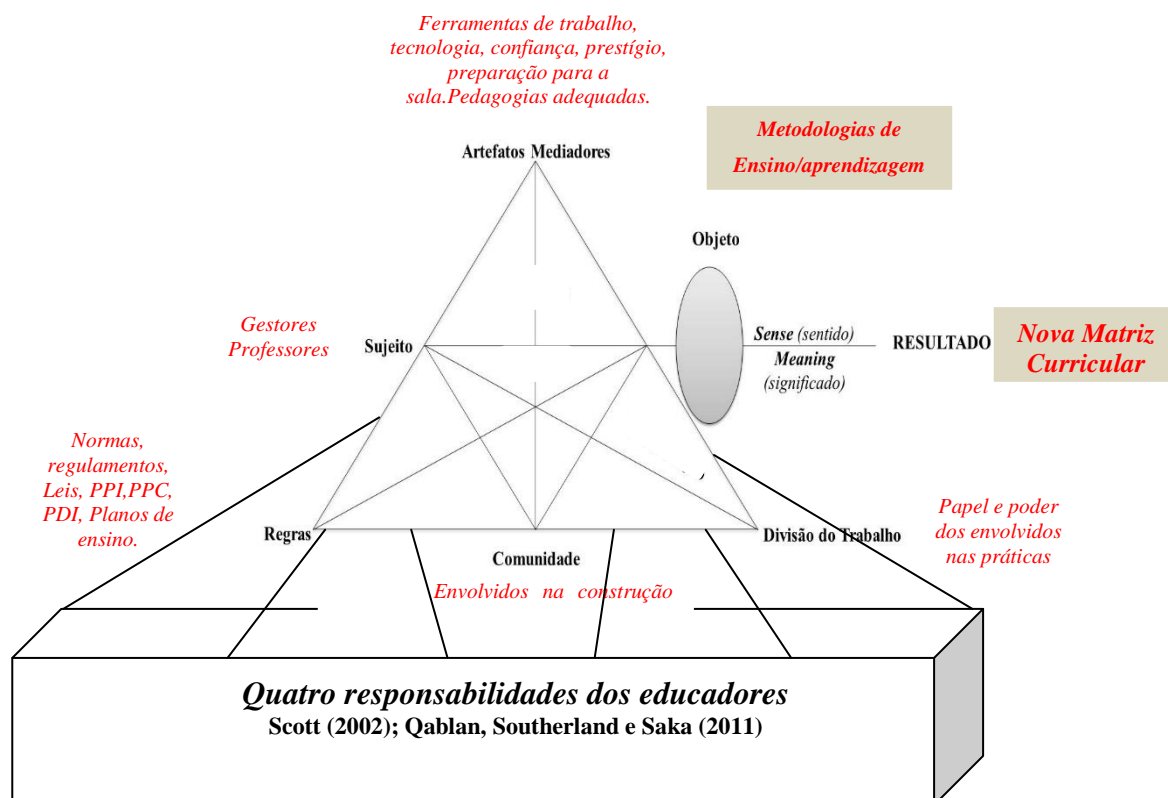 Ferramentas de trabalho,
tecnologia, confiança, prestígio,
preparação para a
sala.Pedagogias adequadas.
Metodologias de
Ensino/aprendizagem
Artefatos Mediadores
Objeto
Gestores
Professores
Sujeito
Sense (sentido)
Meaning
(significado)
RESULTADO
Nova Matriz
Curricular
Normas,
regulamentos,
Leis, PPI,PPC,
PDI, Planos de
ensino.
Papel e poder
dos envolvidos
nas práticas
Regras
Comunidade
Divisão do Trabalho
Envolvidos na construção
Quatro responsabilidades dos educadores
Scott (2002); Qablan, Southerland e Saka (2011)